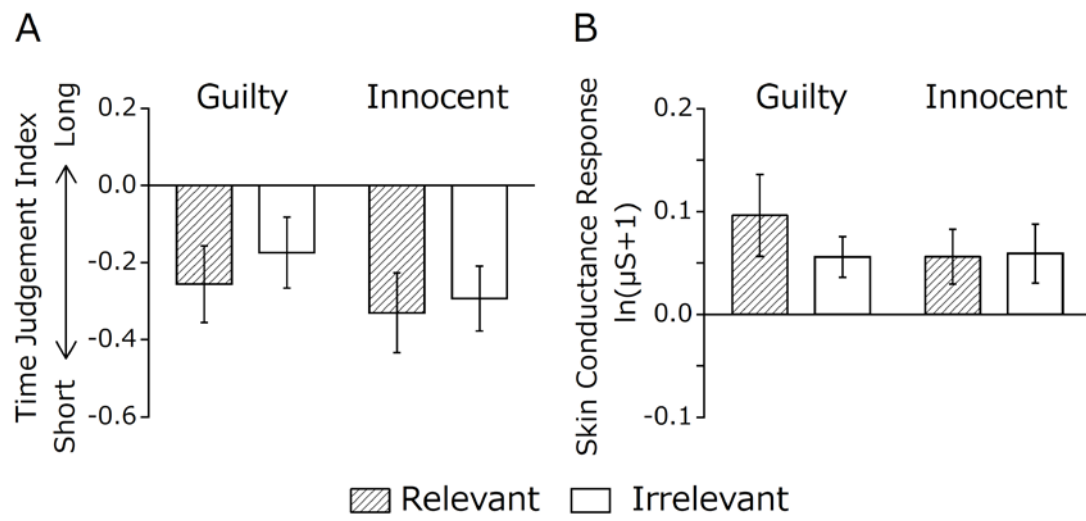 A
B
Guilty Innocent
Time Judgement Index
Short
Long
0.2
0.0
-0.2
-0.4
-0.6
Guilty Innocent
Skin Conductance Response
ln(μS+1)
0.2
0.1
0.0
-0.1
Relevant Irrelevant